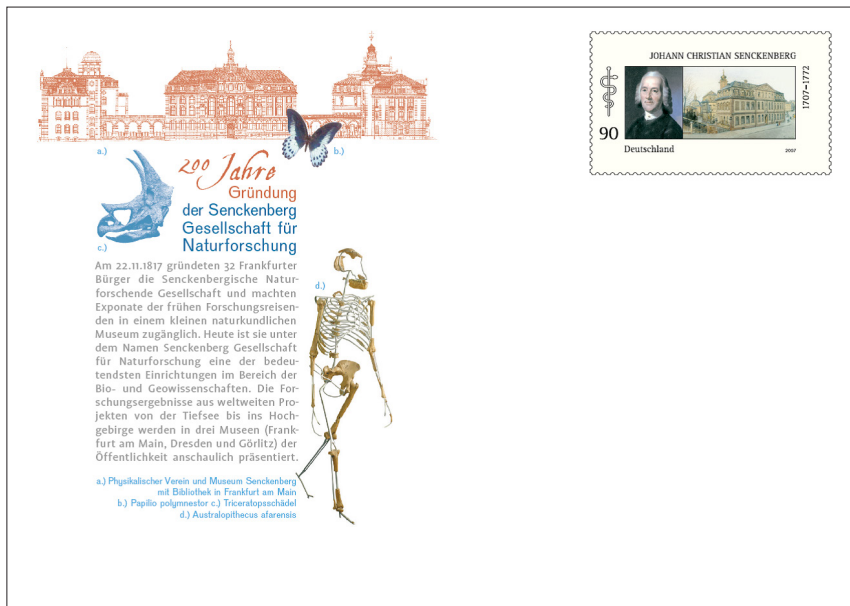 JOHANN CHRISTIAN SENCKENBERG
1707–1772
90
Deutschland
2007
a.)
b.)
200 Jahre
Gründung
der Senckenberg
Gesellschaft für
Naturforschung
c.)
Am 22.11.1817 gründeten 32 Frankfurter
Bürger die Senckenbergische Natur-
forschende Gesellschaft und machten
Exponate der frühen Forschungsreisen-
den in einem kleinen naturkundlichen
Museum zugänglich. Heute ist sie unter
dem Namen Senckenberg Gesellschaft
für Naturforschung eine der bedeu-
tendsten Einrichtungen im Bereich der
Bio- und Geowissenschaften. Die For-
schungsergebnisse aus weltweiten Pro-
jekten von der Tiefsee bis ins Hoch-
gebirge werden in drei Museen (Frank-
furt am Main, Dresden und Görlitz) der
Öffentlichkeit anschaulich präsentiert.
d.)
a.) Physikalischer Verein und Museum Senckenberg
mit Bibliothek in Frankfurt am Main
b.) Papilio polymnestor c.) Triceratopsschädel
d.) Australopithecus afarensis